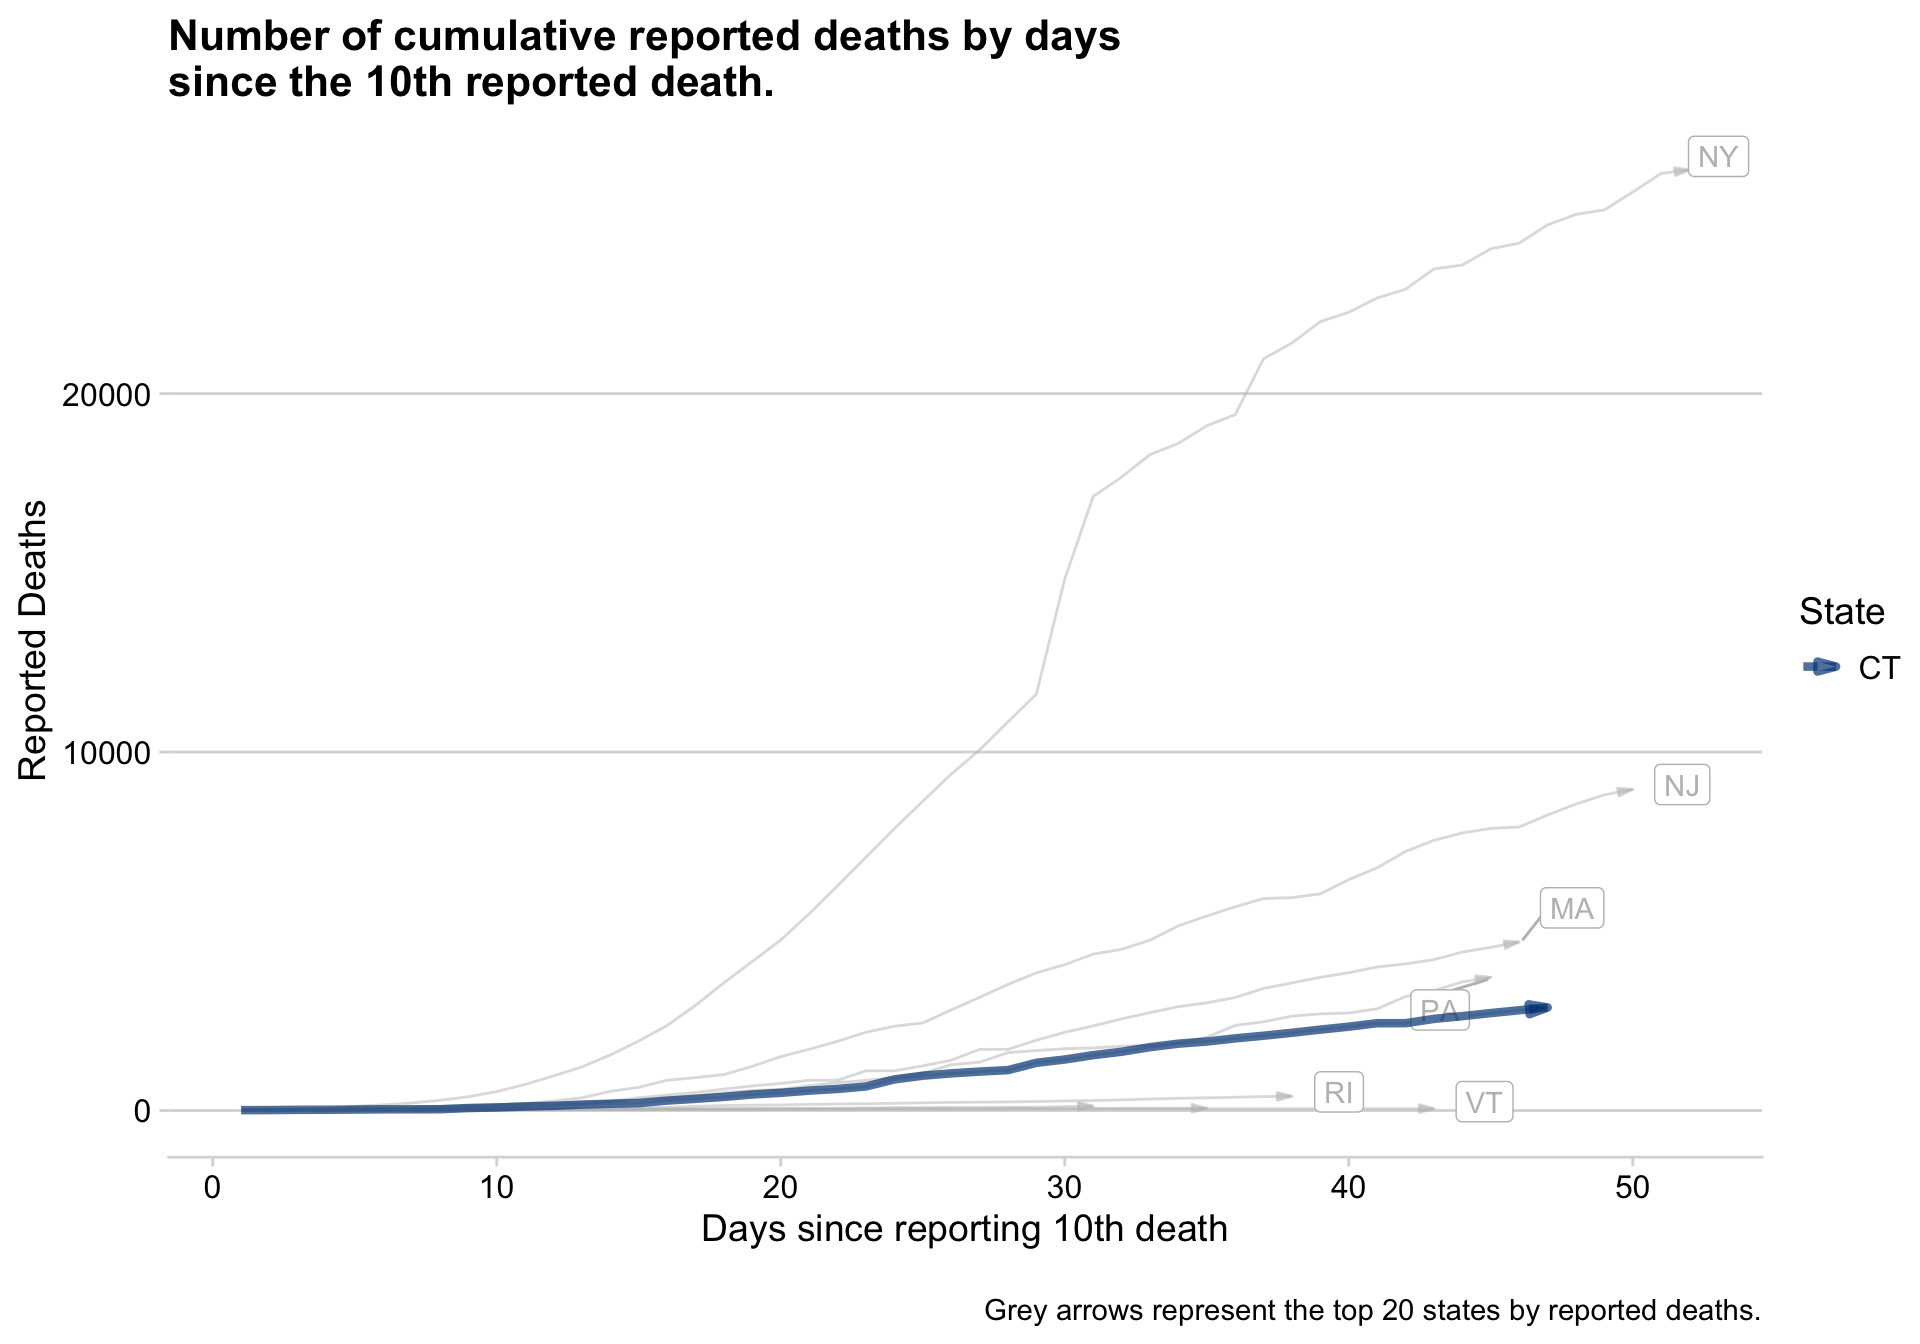 Number of cumulative reported deaths by days
since the 10th reported death.
NY
20000
Reported Deaths
State
CT
10000
NJ
MA
PA
RI
VT
0
0 10 20 30 40 50
Days since reporting 10th death
Grey arrows represent the top 20 states by reported deaths.